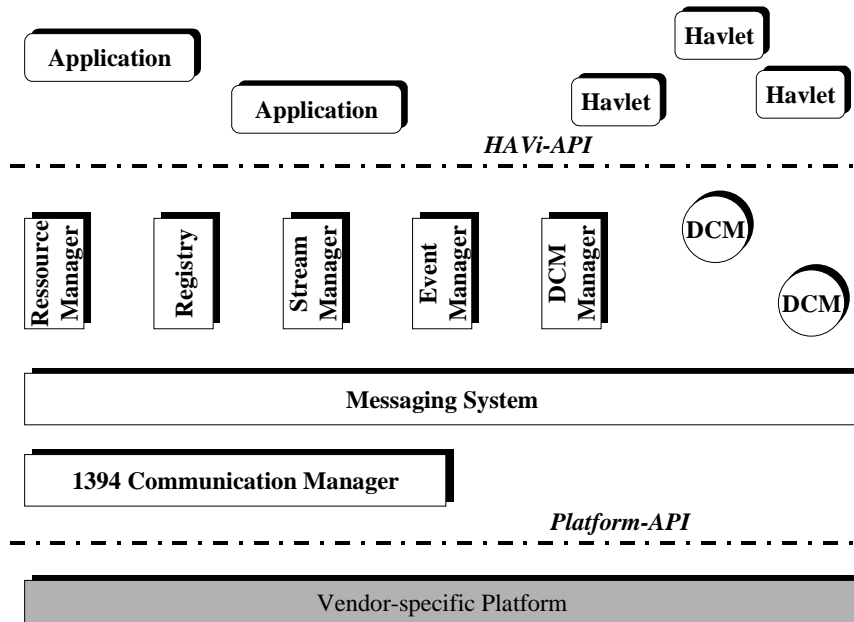 Havlet
Application
Application
Havlet
Havlet
HAVi-API
Ressource
Manager
Registry
Stream
Manager
Event
Manager
DCM
Manager
DCM
DCM
Messaging System
1394 Communication Manager
Platform-API
Vendor-specific Platform